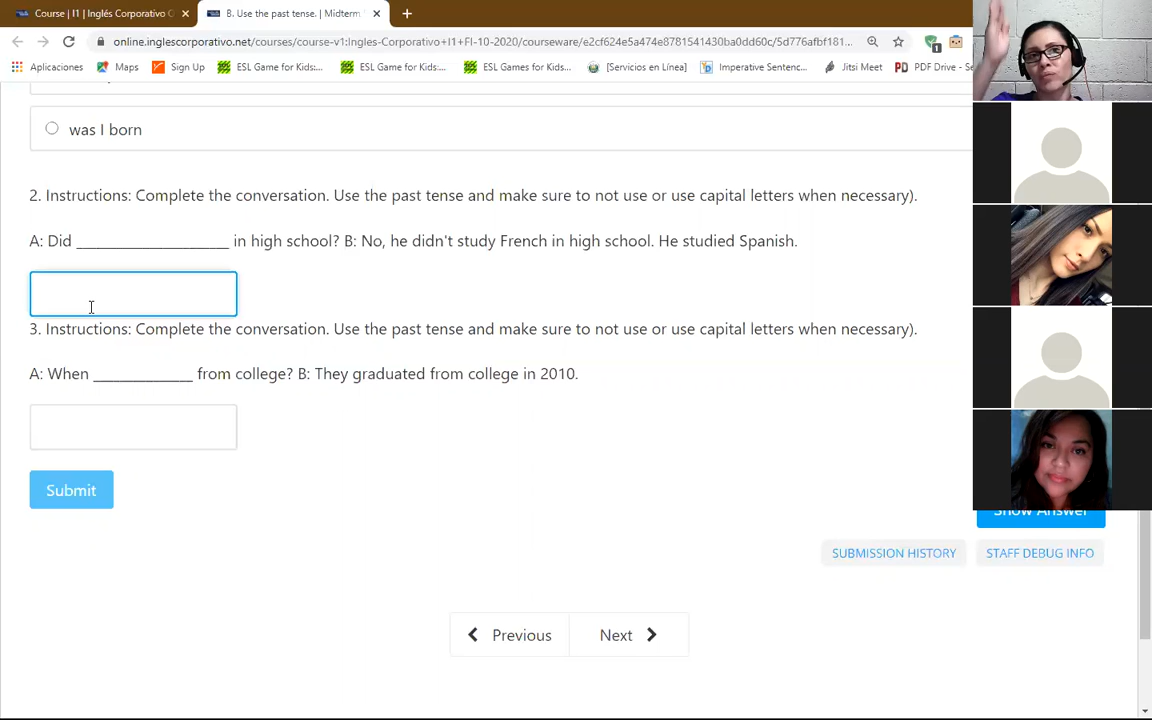 Course | I1 | Inglés Corporativo
B. Use the past tense. | Midterm
online.inglescorporativo.net/courses/course-v1:Ingles-Corporativo+I1+FI-10-2020/courseware/e2cf624e5a474e8781541430ba0dd60c/5d776afbf181...
Aplicaciones
Maps
Sign Up
ESL Game for Kids:...
ESL Game for Kids:...
ESL Games for Kids:...
[Servicios en Línea]
Imperative Sentenc...
Jitsi Meet
PDF Drive - Se
was I born
2. Instructions: Complete the conversation. Use the past tense and make sure to not use or use capital letters when necessary).
A: Did ____________________ in high school? B: No, he didn't study French in high school. He studied Spanish.
3. Instructions: Complete the conversation. Use the past tense and make sure to not use or use capital letters when necessary).
A: When _____________ from college? B: They graduated from college in 2010.
Submit
Show Answer
SUBMISSION HISTORY
STAFF DEBUG INFO
Previous
Next